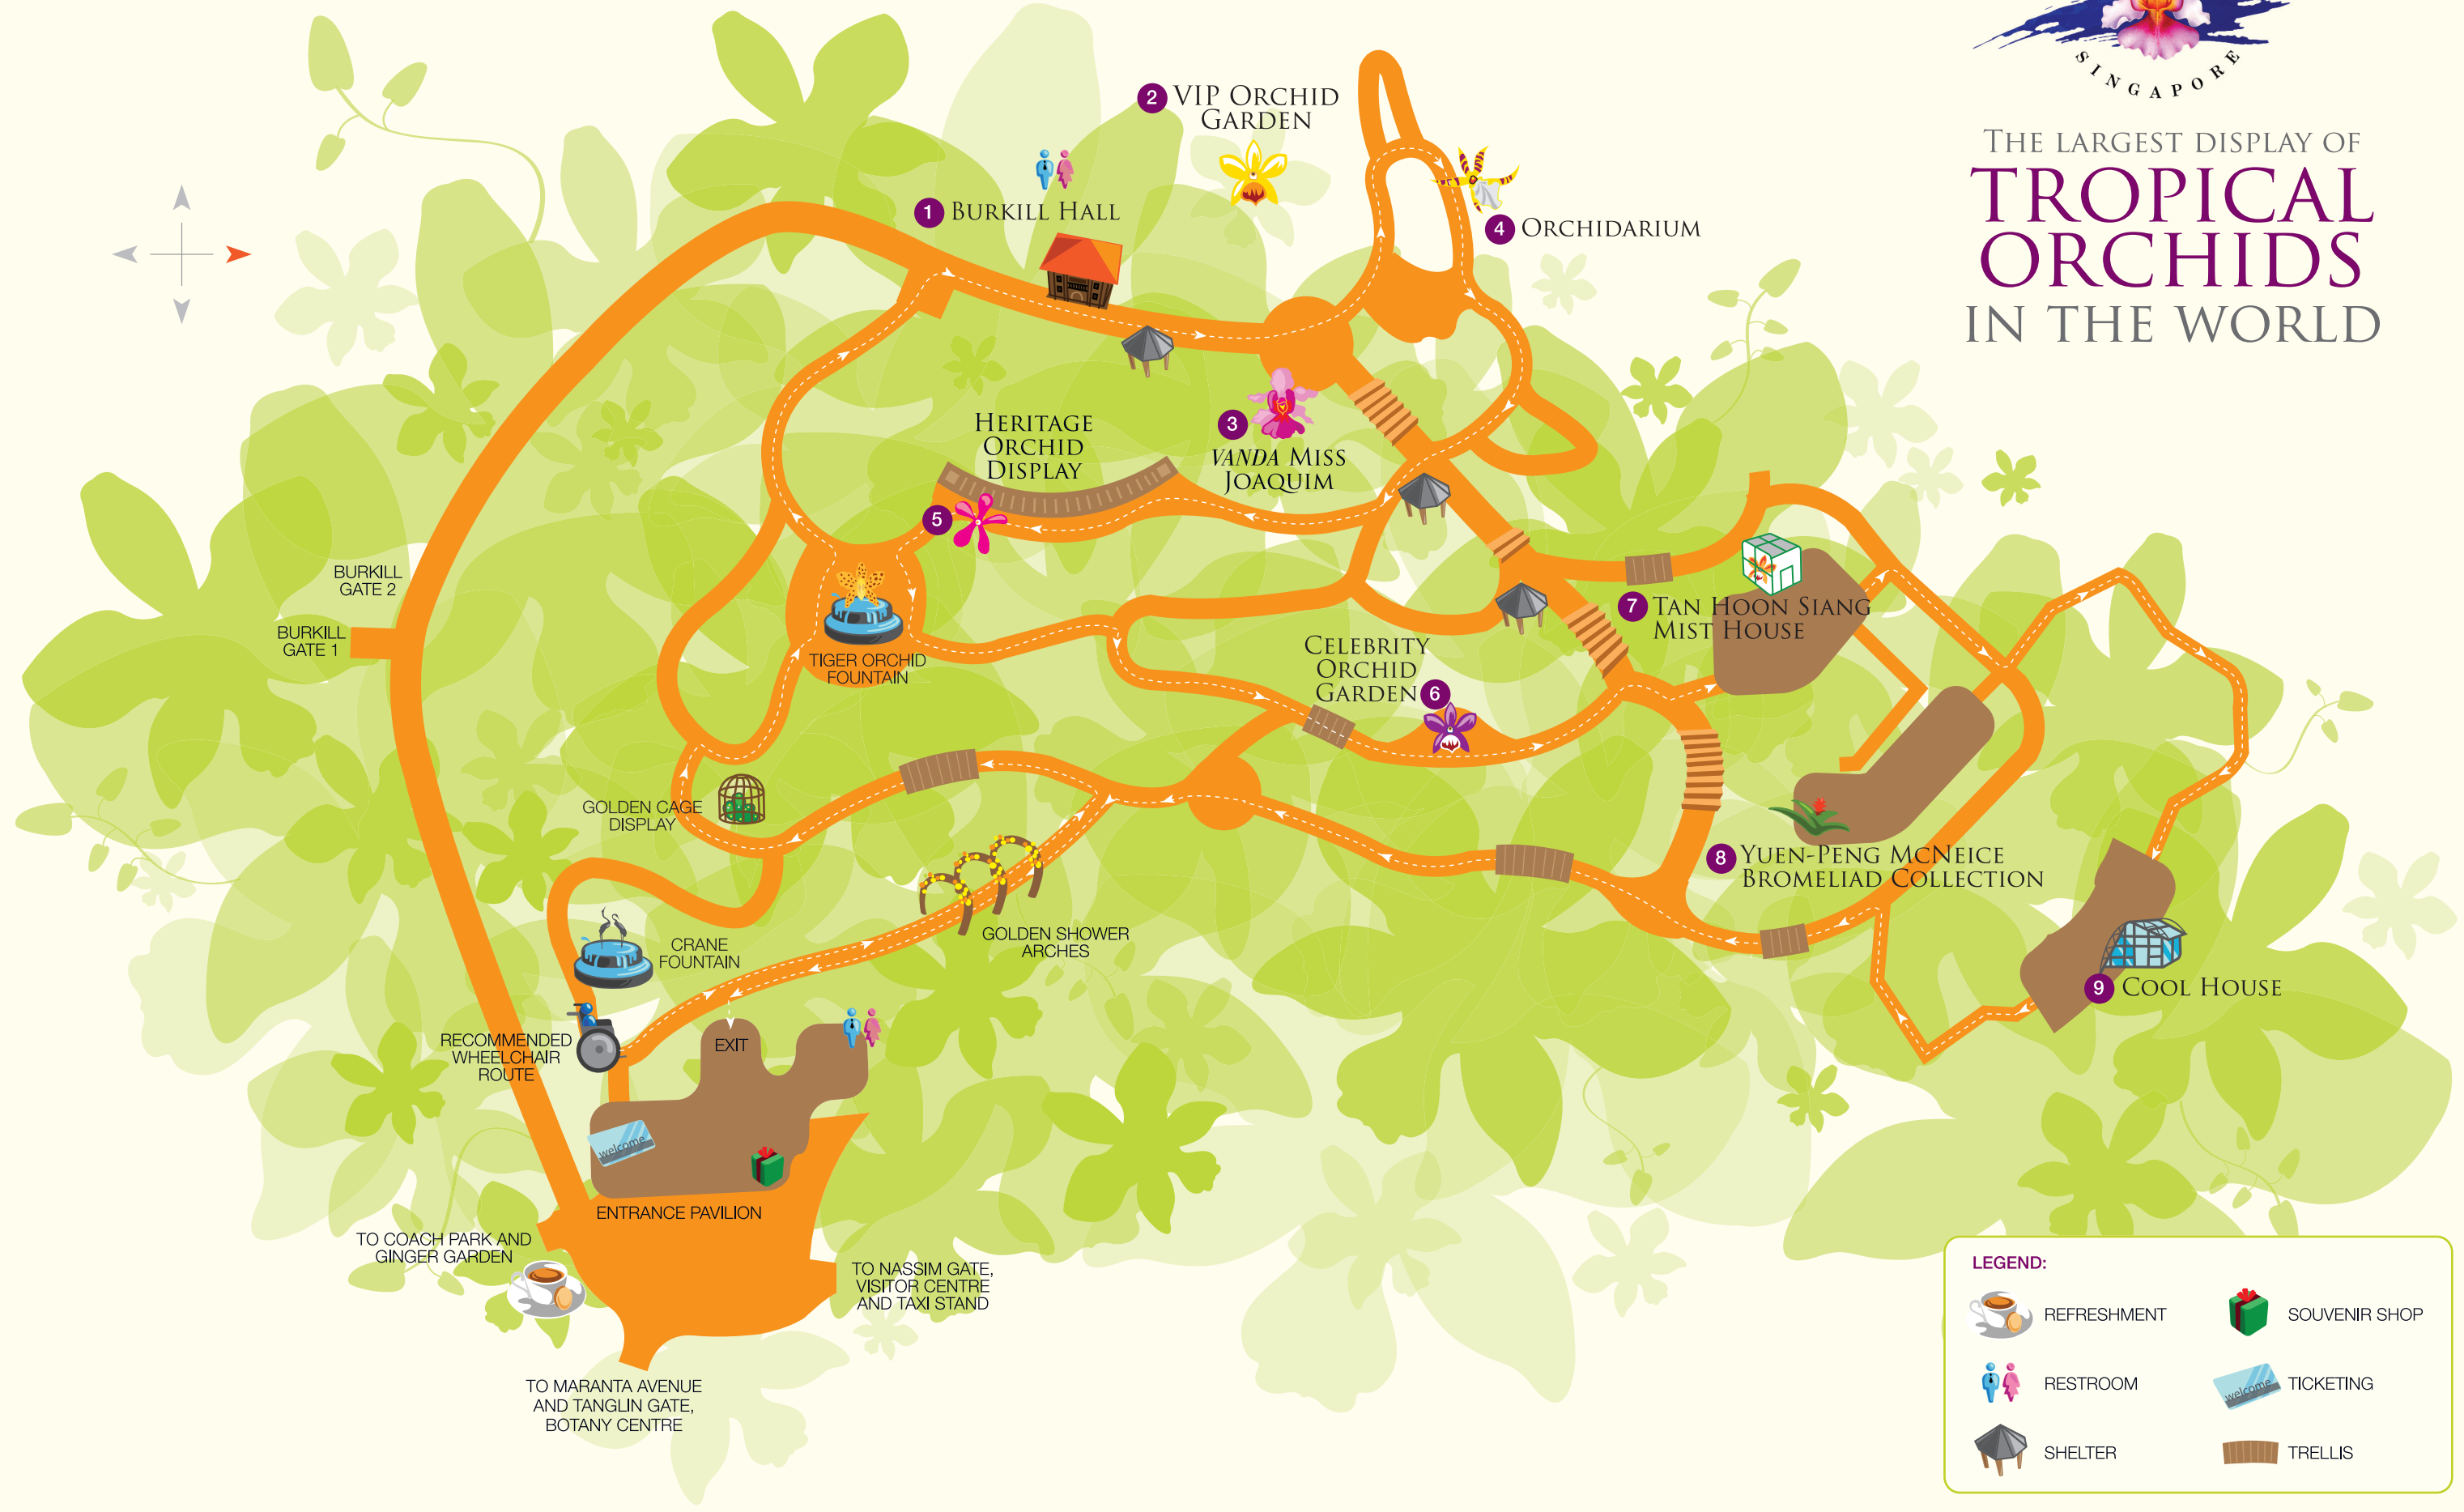 SINGAPORE
THE LARGEST DISPLAY OF
TROPICAL
ORCHIDS
IN THE WORLD
2 VIP ORCHID
GARDEN
1 BURKILL HALL
4 ORCHIDARIUM
HERITAGE
ORCHID
DISPLAY
3
VANDA MISS
JOAQUIM
5
BURKILL
GATE 2
BURKILL
GATE 1
TIGER ORCHID
FOUNTAIN
CELEBRITY
ORCHID
GARDEN 6
7 TAN HOON SIANG
MIST HOUSE
GOLDEN CAGE
DISPLAY
8 YUEN-PENG MCNEICE
BROMELIAD COLLECTION
CRANE
FOUNTAIN
GOLDEN SHOWER
ARCHES
9 COOL HOUSE
RECOMMENDED
WHEELCHAIR
ROUTE
EXIT
welcome
ENTRANCE PAVILION
TO COACH PARK AND
GINGER GARDEN
TO NASSIM GATE,
VISITOR CENTRE
AND TAXI STAND
TO MARANTA AVENUE
AND TANGLIN GATE,
BOTANY CENTRE
LEGEND:
REFRESHMENT
SOUVENIR SHOP
RESTROOM
welcome
TICKETING
SHELTER
TRELLIS